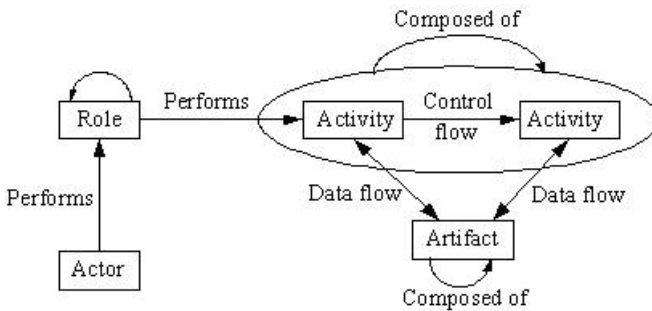 Composed of
Performs
Role
Activity
Control
flow
Activity
Performs
Data flow
Data flow
Artifact
Actor
Composed of